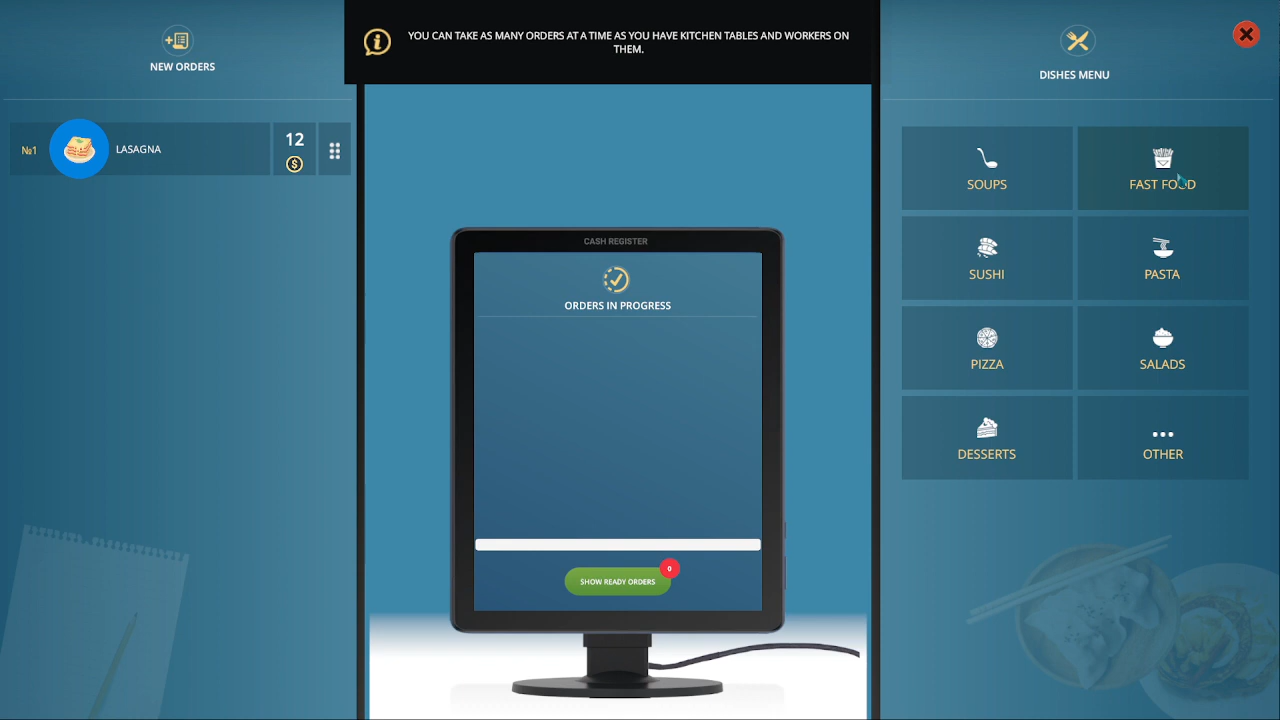 NEW ORDERS
№1
LASAGNA
12
$
YOU CAN TAKE AS MANY ORDERS AT A TIME AS YOU HAVE KITCHEN TABLES AND WORKERS ON
THEM.
CASH REGISTER
ORDERS IN PROGRESS
SHOW READY ORDERS
0
DISHES MENU
SOUPS
FAST FOOD
SUSHI
PASTA
PIZZA
SALADS
DESSERTS
OTHER